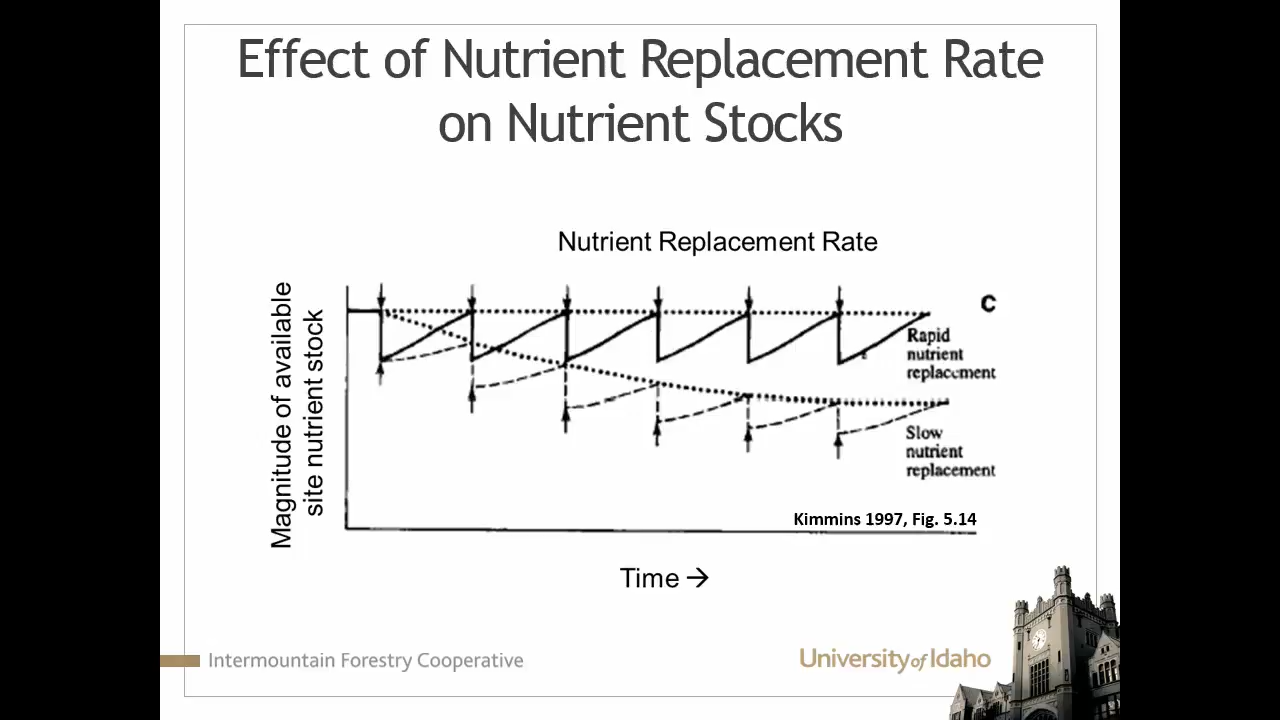 Effect of Nutrient Replacement Rate
on Nutrient Stocks
Nutrient Replacement Rate
Magnitude of available
site nutrient stock
C
Rapid
nutrient
replacement
Slow
nutrient
replacement
Kimmins 1997, Fig. 5.14
Time →
Intermountain Forestry Cooperative
University of Idaho